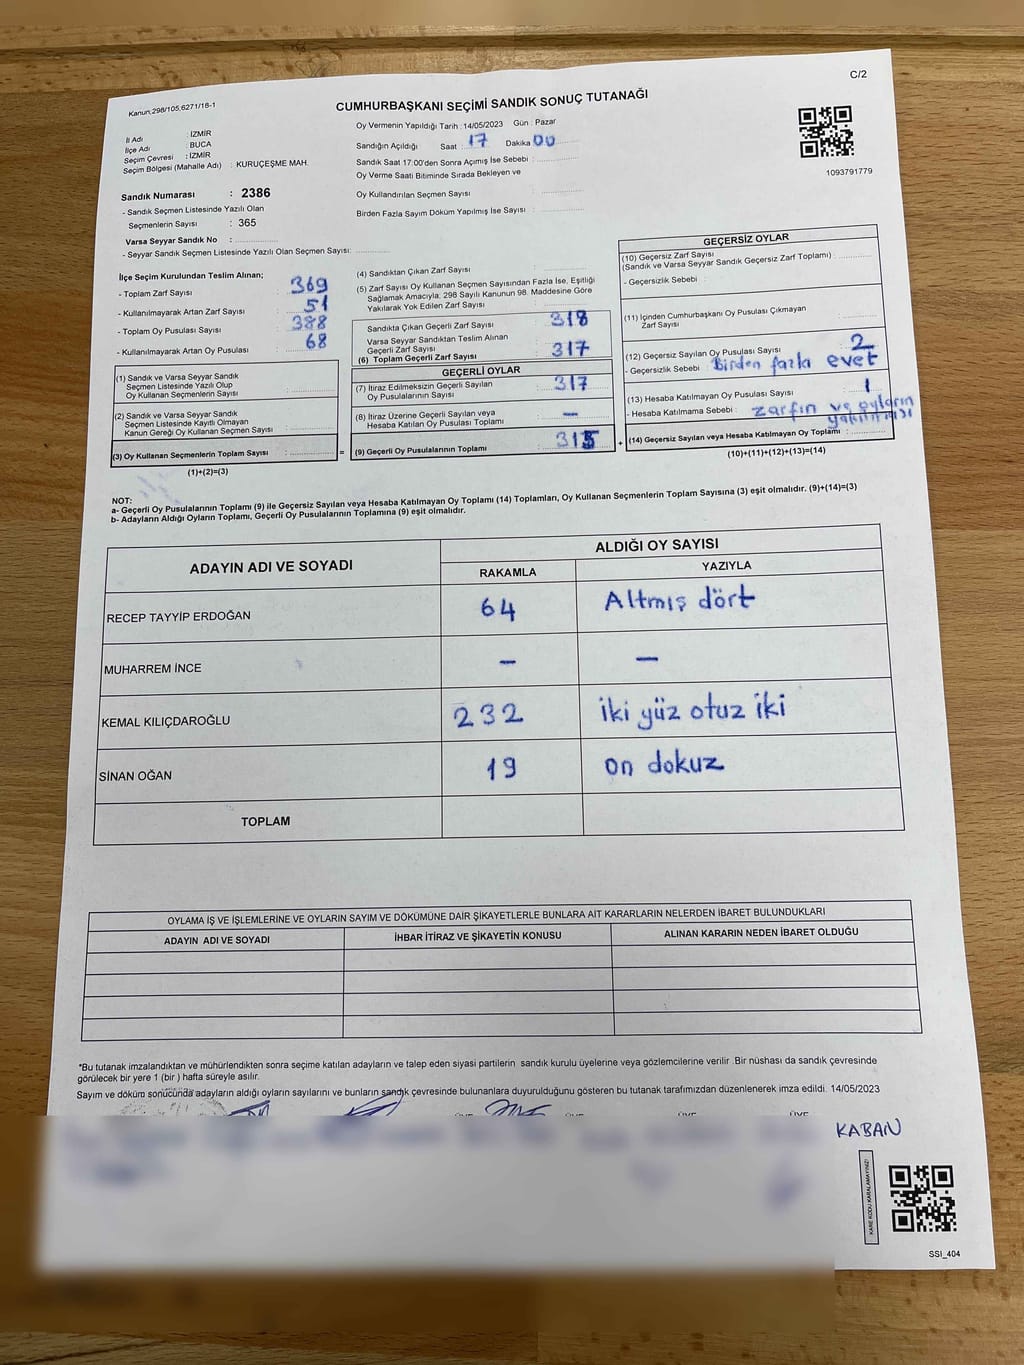 C/2
Kanun:298/105,6271/16-1
CUMHURBAŞKANI SEÇİMİ SANDIK SONUÇ TUTANAĞI
İl Adı : İZMİR
İlçe Adı : BUCA
Seçim Çevresi : İZMİR
Seçim Bölgesi (Mahalle Adı) : KURUÇEŞME MAH.
Sandık Numarası : 2386
- Sandık Seçmen Listesinde Yazılı Olan
Seçmenlerin Sayısı : 365
Varsa Seyyar Sandık No :
- Seyyar Sandık Seçmen Listesinde Yazılı Olan Seçmen Sayısı:
Oy Vermenin Yapıldığı Tarih :14/05/2023 Gün : Pazar
Sandığın Açıldığı Saat : 17 Dakika 00
Sandık Saat 17:00'den Sonra Açımış İse Sebebi :
Oy Verme Saati Bitiminde Sırada Bekleyen ve
Oy Kullandırılan Seçmen Sayısı :
Birden Fazla Sayım Döküm Yapılmış İse Sayısı :
1093791779
İlçe Seçim Kurulundan Teslim Alınan;
- Toplam Zarf Sayısı : 369
- Kullanılmayarak Artan Zarf Sayısı : 51
- Toplam Oy Pusulası Sayısı : 388
- Kullanılmayarak Artan Oy Pusulası : 68
(1) Sandık ve Varsa Seyyar Sandık
Seçmen Listesinde Yazılı Olup
Oy Kullanan Seçmenlerin Sayısı :
(2) Sandık ve Varsa Seyyar Sandık
Seçmen Listesinde Kayıtlı Olmayan
Kanun Gereği Oy Kullanan Seçmen Sayısı :
(3) Oy Kullanan Seçmenlerin Toplam Sayısı : =
(1)+(2)=(3)
(4) Sandıktan Çıkan Zarf Sayısı :
(5) Zarf Sayısı Oy Kullanan Seçmen Sayısından Fazla İse, Eşitliği
Sağlamak Amacıyla; 298 Sayılı Kanunun 98. Maddesine Göre
Yakılarak Yok Edilen Zarf Sayısı :
Sandıkta Çıkan Geçerli Zarf Sayısı : 318
Varsa Seyyar Sandıktan Teslim Alınan
Geçerli Zarf Sayısı :
(6) Toplam Geçerli Zarf Sayısı : 317
GEÇERLİ OYLAR
(7) İtiraz Edilmeksizin Geçerli Sayılan
Oy Pusulasının Sayısı : 317
(8) İtiraz Üzerine Geçerli Sayılan veya
Hesaba Katılan Oy Pusulası Toplamı : —
(9) Geçerli Oy Pusulalarının Toplamı : 315 +
GEÇERSİZ OYLAR
(10) Geçersiz Zarf Sayısı
(Sandık ve Varsa Seyyar Sandık Geçersiz Zarf Toplamı) :
- Geçersizlik Sebebi :
(11) İçinden Cumhurbaşkanı Oy Pusulası Çıkmayan
Zarf Sayısı :
(12) Geçersiz Sayılan Oy Pusulası Sayısı : 2
- Geçersizlik Sebebi : Birden fazla evet
(13) Hesaba Katılmayan Oy Pusulası Sayısı : 1
- Hesaba Katılmama Sebebi : zarfın ve oyların
(14) Geçersiz Sayılan veya Hesaba Katılmayan Oy Toplamı :
(10)+(11)+(12)+(13)=(14)
NOT:
a- Geçerli Oy Pusulalarının Toplamı (9) ile Geçersiz Sayılan veya Hesaba Katılmayan Oy Toplamı (14) Toplamları, Oy Kullanan Seçmenlerin Toplam Sayısına (3) eşit olmalıdır. (9)+(14)=(3)
b- Adayların Aldığı Oyların Toplamı, Geçerli Oy Pusulalarının Toplamına (9) eşit olmalıdır.
ADAYIN ADI VE SOYADI
ALDIĞI OY SAYISI
RAKAMLA YAZIYLA
RECEP TAYYİP ERDOĞAN 64 Altmış dört
MUHARREM İNCE — —
KEMAL KILIÇDAROĞLU 232 iki yüz otuz iki
SİNAN OĞAN 19 on dokuz
TOPLAM
OYLAMA İŞ VE İŞLEMLERİNE VE OYLARIN SAYIM VE DÖKÜMÜNE DAİR ŞİKAYETLERLE BUNLARA AİT KARARLARIN NELERDEN İBARET BULUNDUKLARI
ADAYIN ADI VE SOYADI İHBAR İTİRAZ VE ŞİKAYETİN KONUSU ALINAN KARARIN NEDEN İBARET OLDUĞU
*Bu tutanak imzalandıktan ve mühürlendikten sonra seçime katılan adayların ve talep eden siyasi partilerin sandık kurulu üyelerine veya gözlemcilerine verilir .Bir nüshası da sandık çevresinde
görülecek bir yere 1 (bir ) hafta süreyle asılır.
Sayım ve döküm sonucunda adayların aldığı oyların sayılarını ve bunların sandık çevresinde bulunanlara duyurulduğunu gösteren bu tutanak tarafımızdan düzenlenerek imza edildi. 14/05/2023
KABAN
KARE KODU KARALAMAYINIZ!
SSI_404